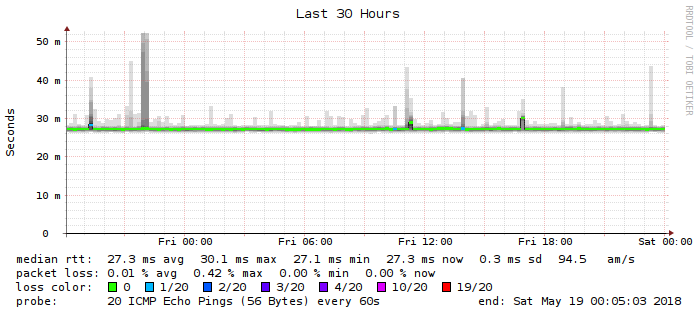 Last 30 Hours
RRDTOOL / TOBI OETIKER
Seconds
50 m
40 m
30 m
20 m
10 m
0
Fri 00:00 Fri 06:00 Fri 12:00 Fri 18:00 Sat 00:00
median rtt: 27.3 ms avg 30.1 ms max 27.1 ms min 27.3 ms now 0.3 ms sd 94.5 am/s
packet loss: 0.01 % avg 0.42 % max 0.00 % min 0.00 % now
loss color: 0 1/20 2/20 3/20 4/20 10/20 19/20
probe: 20 ICMP Echo Pings (56 Bytes) every 60s end: Sat May 19 00:05:03 2018